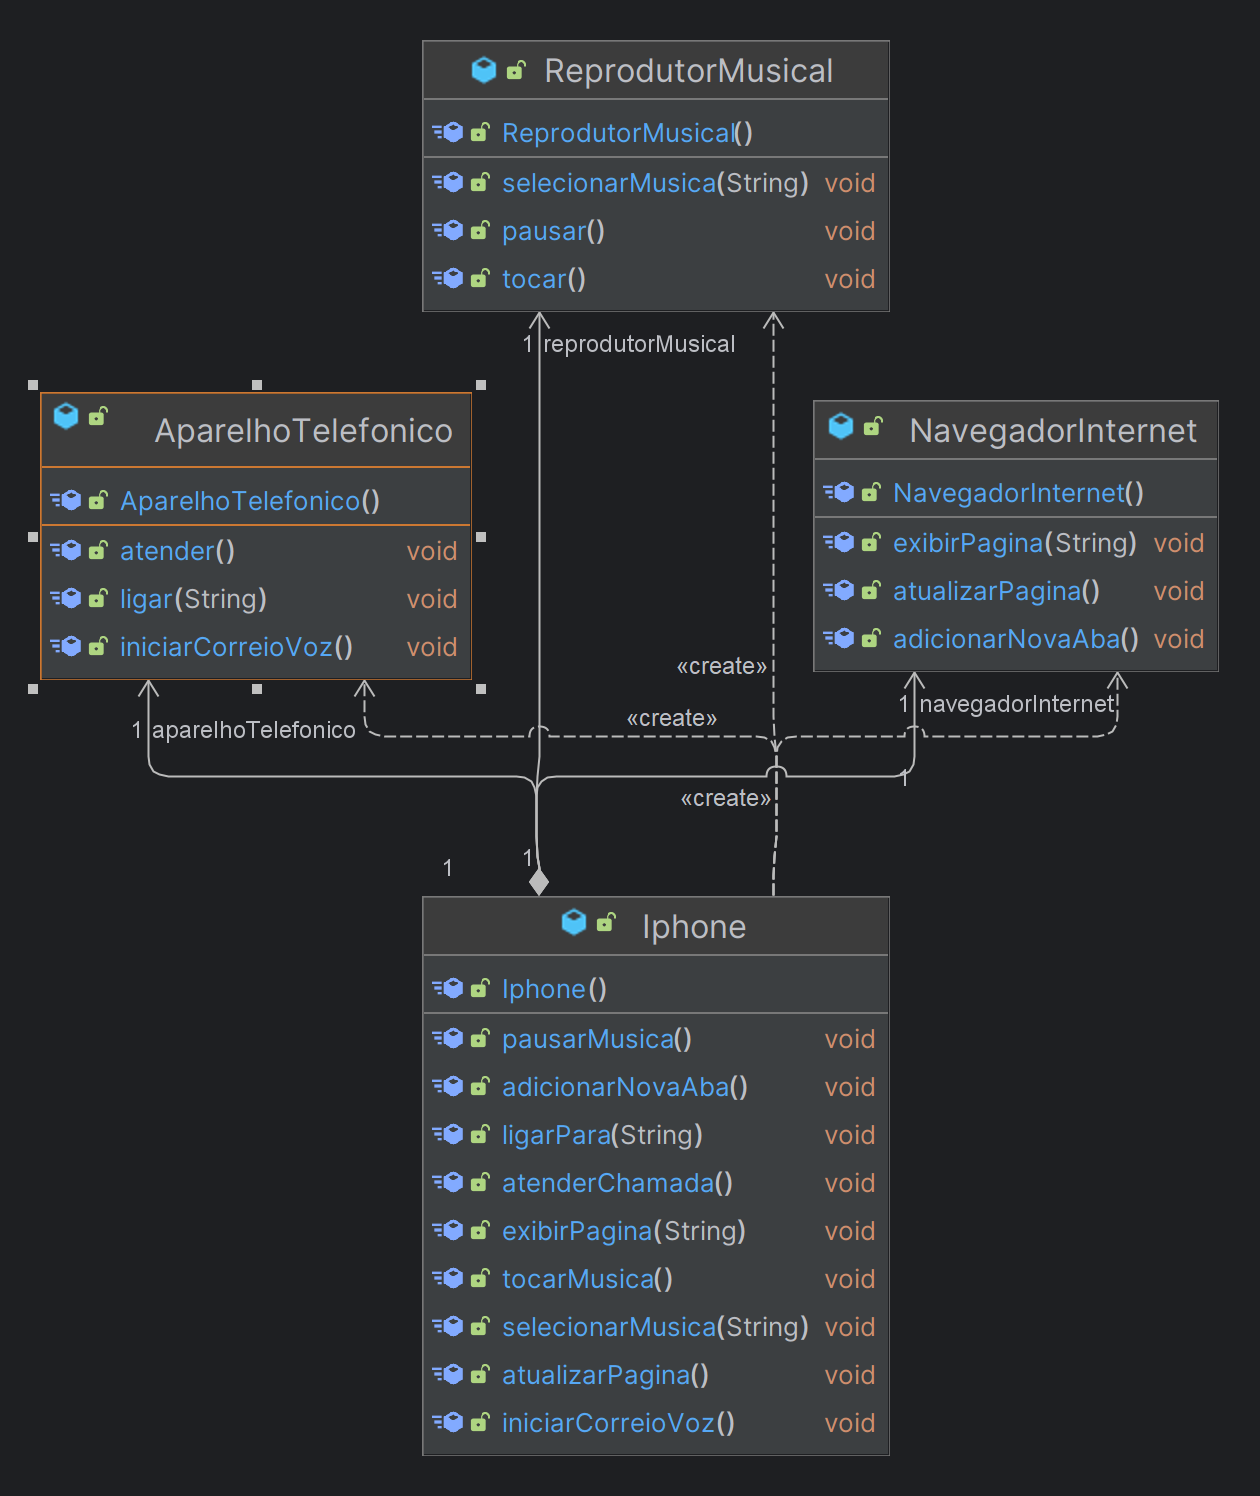 ReprodutorMusical
ReprodutorMusical()
selecionarMusica(String) void
pausar() void
tocar() void
1 reprodutorMusical
AparelhoTelefonico
AparelhoTelefonico()
atender() void
ligar(String) void
iniciarCorreioVoz() void
1 aparelhoTelefonico
NavegadorInternet
NavegadorInternet()
exibirPagina(String) void
atualizarPagina() void
adicionarNovaAba() void
1 navegadorInternet
«create»
«create»
«create»
1
1
1
Iphone
Iphone()
pausarMusica() void
adicionarNovaAba() void
ligarPara(String) void
atenderChamada() void
exibirPagina(String) void
tocarMusica() void
selecionarMusica(String) void
atualizarPagina() void
iniciarCorreioVoz() void